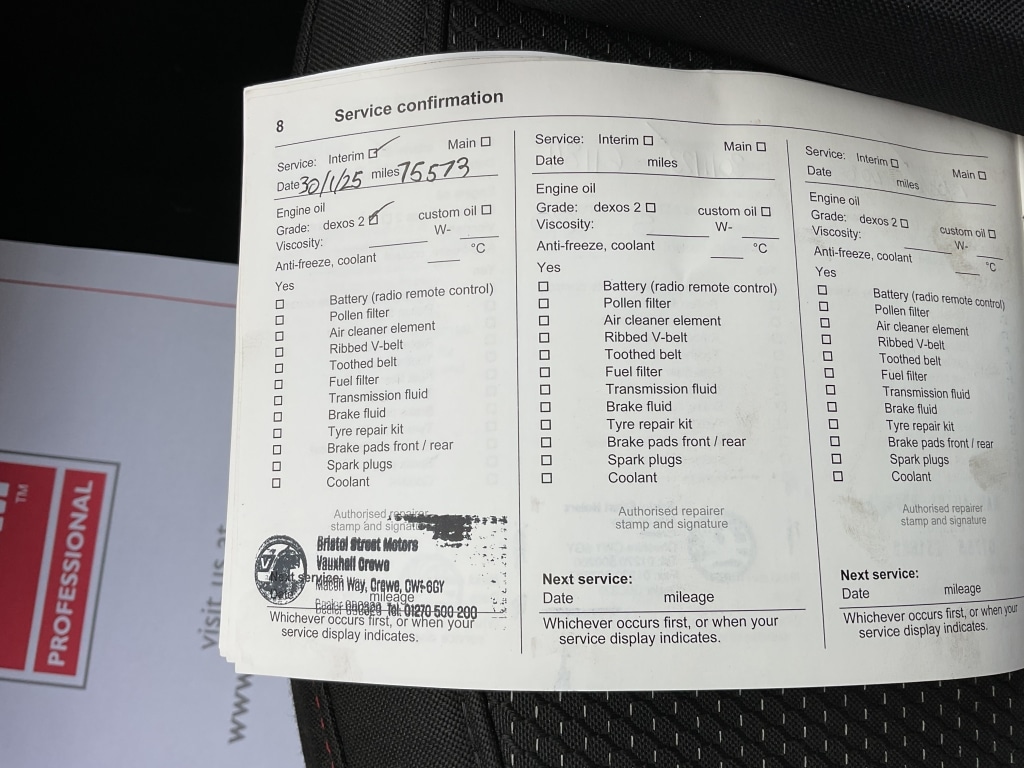 8 Service confirmation
Service: Interim Main
Date 30/1/25 miles 75573
Engine oil
Grade: dexos 2 custom oil
Viscosity: W-
Anti-freeze, coolant °C
Yes
Battery (radio remote control)
Pollen filter
Air cleaner element
Ribbed V-belt
Toothed belt
Fuel filter
Transmission fluid
Brake fluid
Tyre repair kit
Brake pads front / rear
Spark plugs
Coolant
Authorised repairer
stamp and signature
Bristol Street Motors
Vauxhall Crewe
Next service:
Way, Crewe, CW1 6GY
Date mileage
Tel: 01270 500 200
Whichever occurs first, or when your
service display indicates.
Service: Interim Main
Date miles
Engine oil
Grade: dexos 2 custom oil
Viscosity: W-
Anti-freeze, coolant °C
Yes
Battery (radio remote control)
Pollen filter
Air cleaner element
Ribbed V-belt
Toothed belt
Fuel filter
Transmission fluid
Brake fluid
Tyre repair kit
Brake pads front / rear
Spark plugs
Coolant
Authorised repairer
stamp and signature
Next service:
Date mileage
Whichever occurs first, or when your
service display indicates.
Service: Interim Main
Date miles
Engine oil
Grade: dexos 2 custom oil
Viscosity: W-
Anti-freeze, coolant °C
Yes
Battery (radio remote control)
Pollen filter
Air cleaner element
Ribbed V-belt
Toothed belt
Fuel filter
Transmission fluid
Brake fluid
Tyre repair kit
Brake pads front / rear
Spark plugs
Coolant
Authorised repairer
stamp and signature
Next service:
Date mileage
Whichever occurs first, or when your
service display indicates.
TM
PROFESSIONAL
visit us at
www